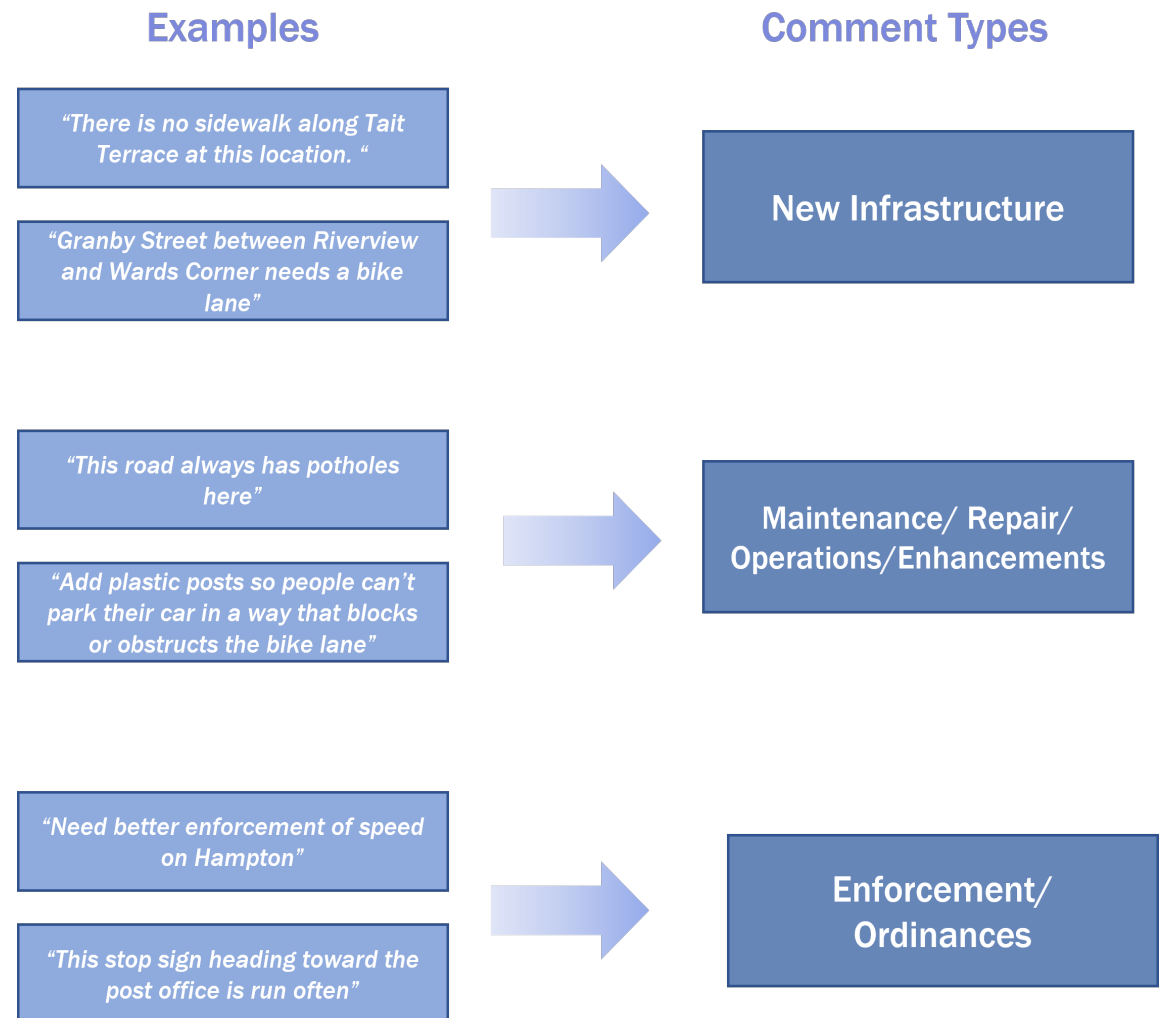 Examples
Comment Types
“There is no sidewalk along Tait
Terrace at this location. “
“Granby Street between Riverview
and Wards Corner needs a bike
lane”
New Infrastructure
“This road always has potholes
here”
“Add plastic posts so people can’t
park their car in a way that blocks
or obstructs the bike lane”
Maintenance/ Repair/
Operations/Enhancements
“Need better enforcement of speed
on Hampton”
“This stop sign heading toward the
post office is run often”
Enforcement/
Ordinances